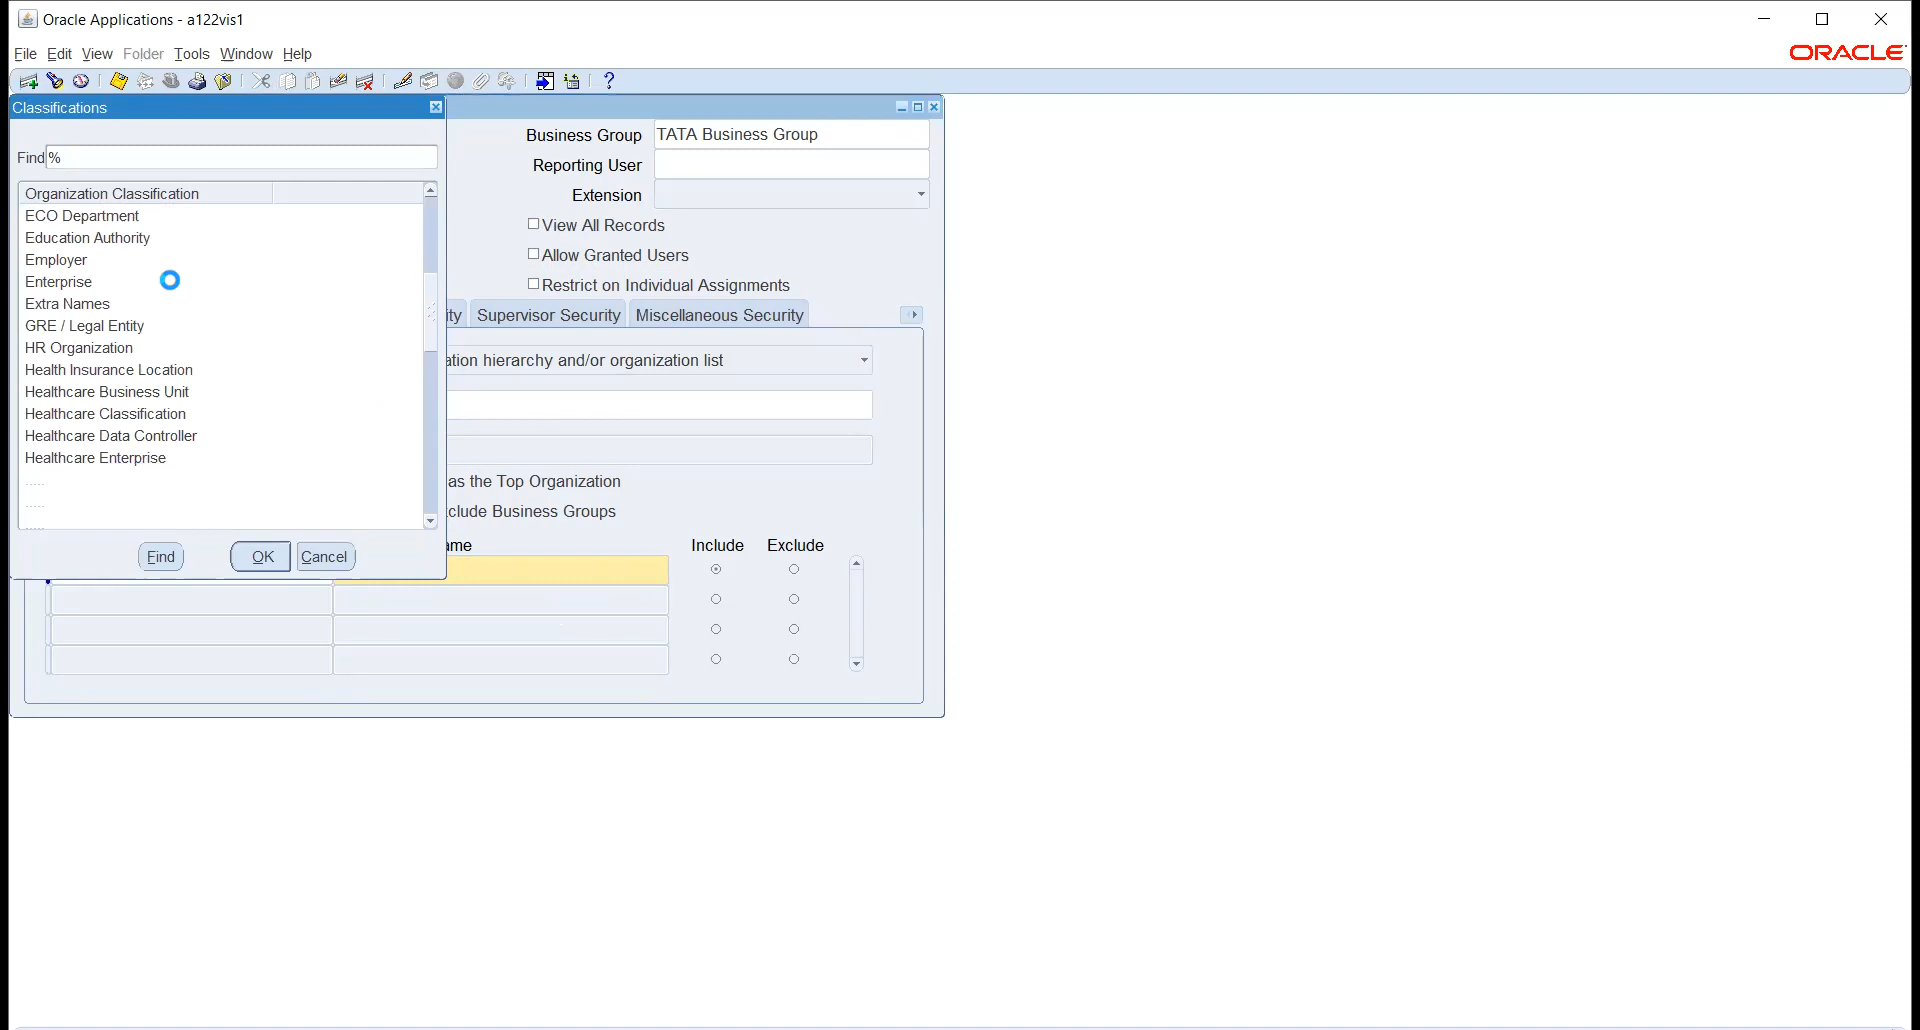 Oracle Applications - a122vis1
File Edit View Folder Tools Window Help
ORACLE
Classifications
Find %
Organization Classification
ECO Department
Education Authority
Employer
Enterprise
Extra Names
GRE / Legal Entity
HR Organization
Health Insurance Location
Healthcare Business Unit
Healthcare Classification
Healthcare Data Controller
Healthcare Enterprise
.....
.....
.....
Find OK Cancel
Business Group TATA Business Group
Reporting User
Extension
View All Records
Allow Granted Users
Restrict on Individual Assignments
ity Supervisor Security Miscellaneous Security
ation hierarchy and/or organization list
as the Top Organization
clude Business Groups
ame Include Exclude